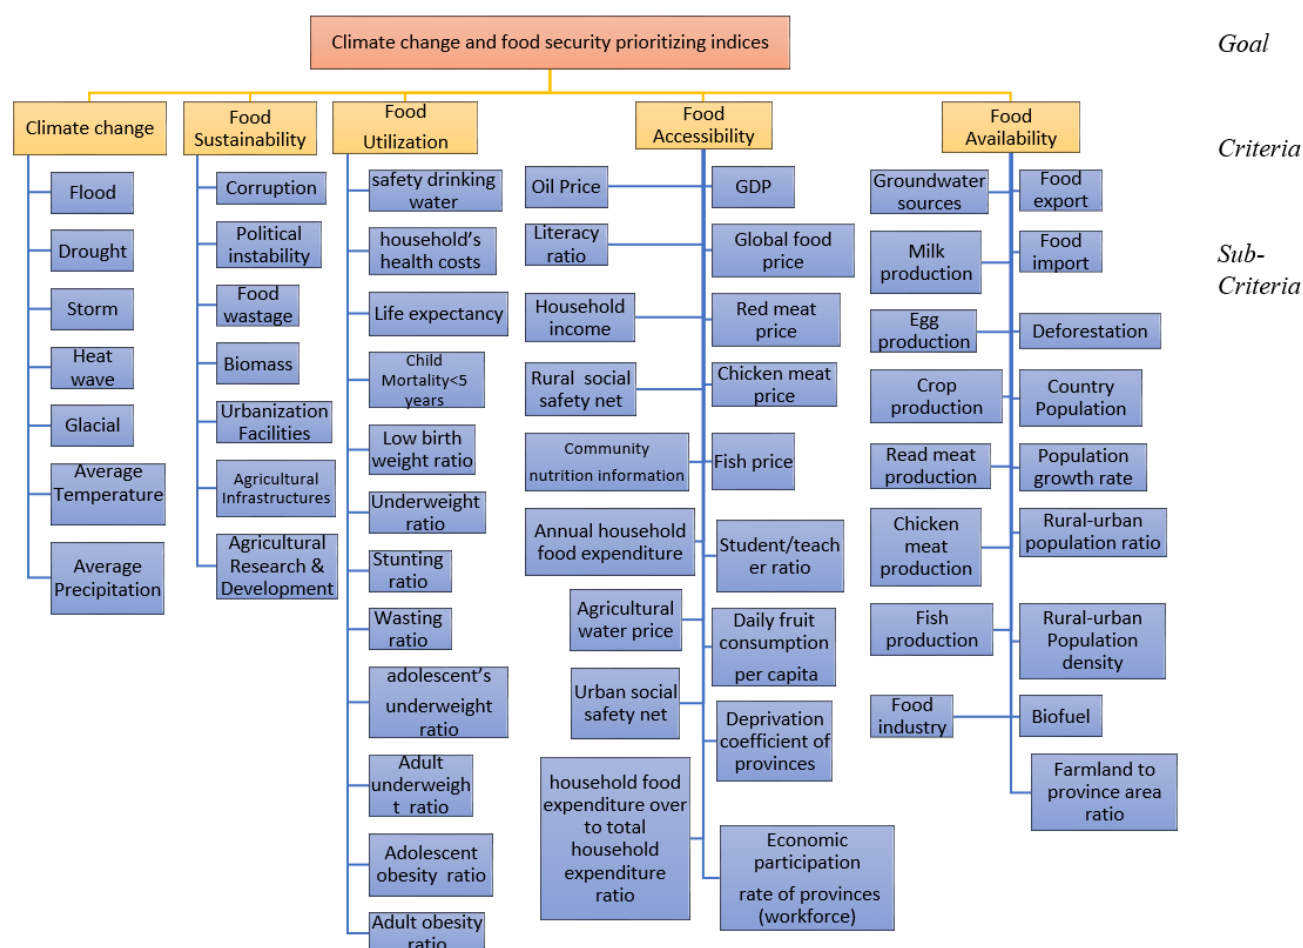 Climate change and food security prioritizing indices
Goal
Climate change
Food
Sustainability
Food
Utilization
Food
Accessibility
Food
Availability
Criteria
Sub-
Criteria
Flood
Drought
Storm
Heat
wave
Glacial
Average
Temperature
Average
Precipitation
Corruption
Political
instability
Food
wastage
Biomass
Urbanization
Facilities
Agricultural
Infrastructures
Agricultural
Research &
Development
safety drinking
water
household's
health costs
Life expectancy
Child
Mortality<5
years
Low birth
weight ratio
Underweight
ratio
Stunting
ratio
Wasting
ratio
adolescent's
underweight
ratio
Adult
underweigh
t ratio
Adolescent
obesity ratio
Adult obesity
ratio
Oil Price
Literacy
ratio
Household
income
Rural social
safety net
Community
nutrition information
Annual household
food expenditure
Agricultural
water price
Urban social
safety net
household food
expenditure over
to total
household
expenditure
ratio
GDP
Global food
price
Red meat
price
Chicken meat
price
Fish price
Student/teach
er ratio
Daily fruit
consumption
per capita
Deprivation
coefficient of
provinces
Economic
participation
rate of provinces
(workforce)
Groundwater
sources
Milk
production
Egg
production
Crop
production
Read meat
production
Chicken
meat
production
Fish
production
Food
industry
Food
export
Food
import
Deforestation
Country
Population
Population
growth rate
Rural-urban
population ratio
Rural-urban
Population
density
Biofuel
Farmland to
province area
ratio